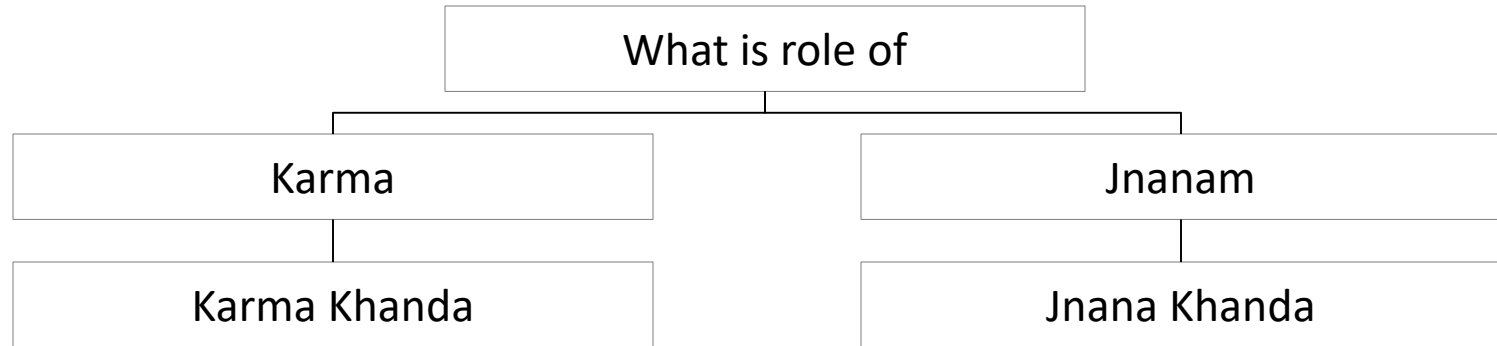 What is role of
Karma
Jnanam
Karma Khanda
Jnana Khanda